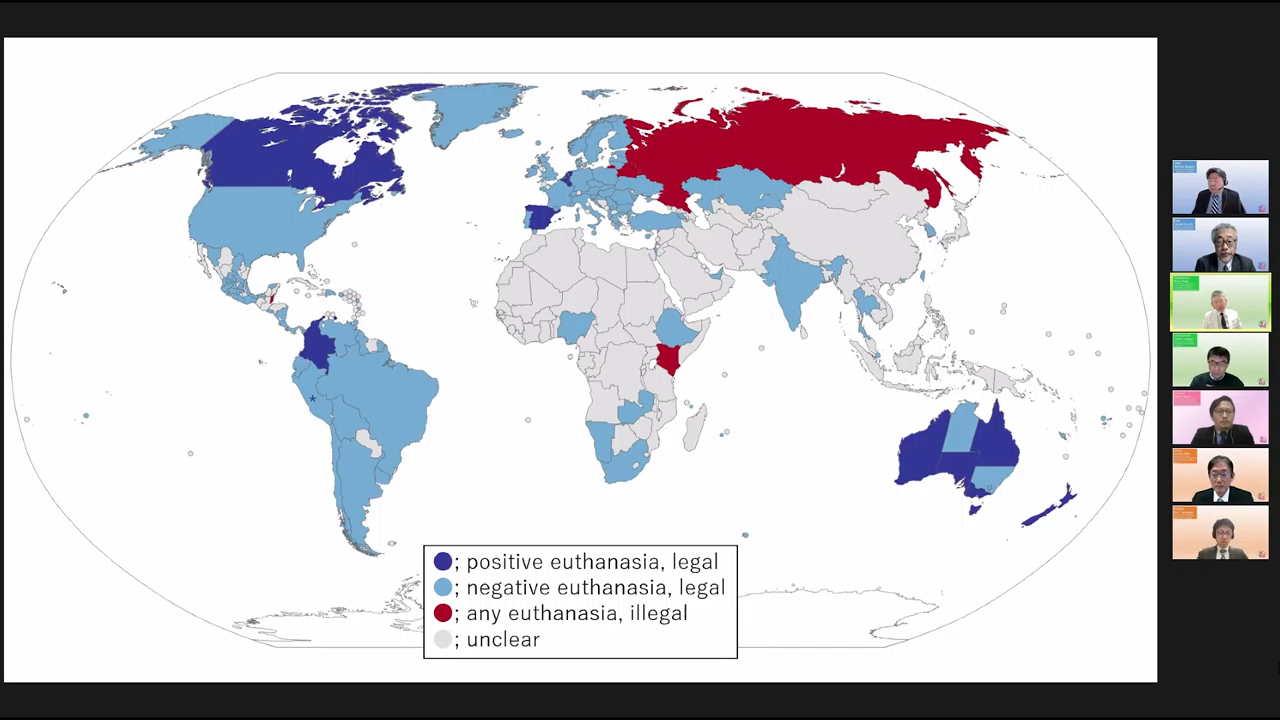 ; positive euthanasia, legal
; negative euthanasia, legal
; any euthanasia, illegal
; unclear
*